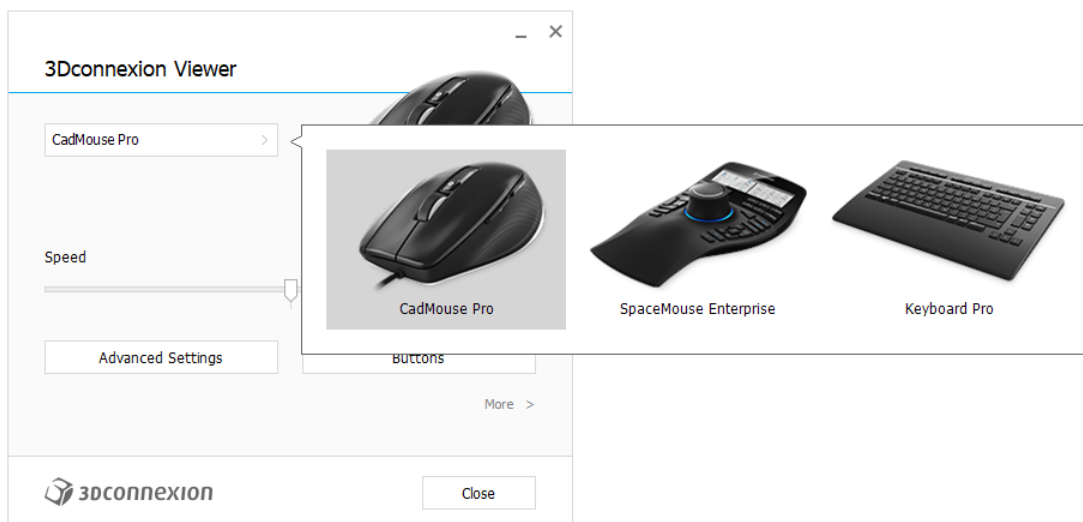 3Dconnexion Viewer
CadMouse Pro
Speed
CadMouse Pro
SpaceMouse Enterprise
Keyboard Pro
Advanced Settings
Buttons
More >
3Dconnexion
Close